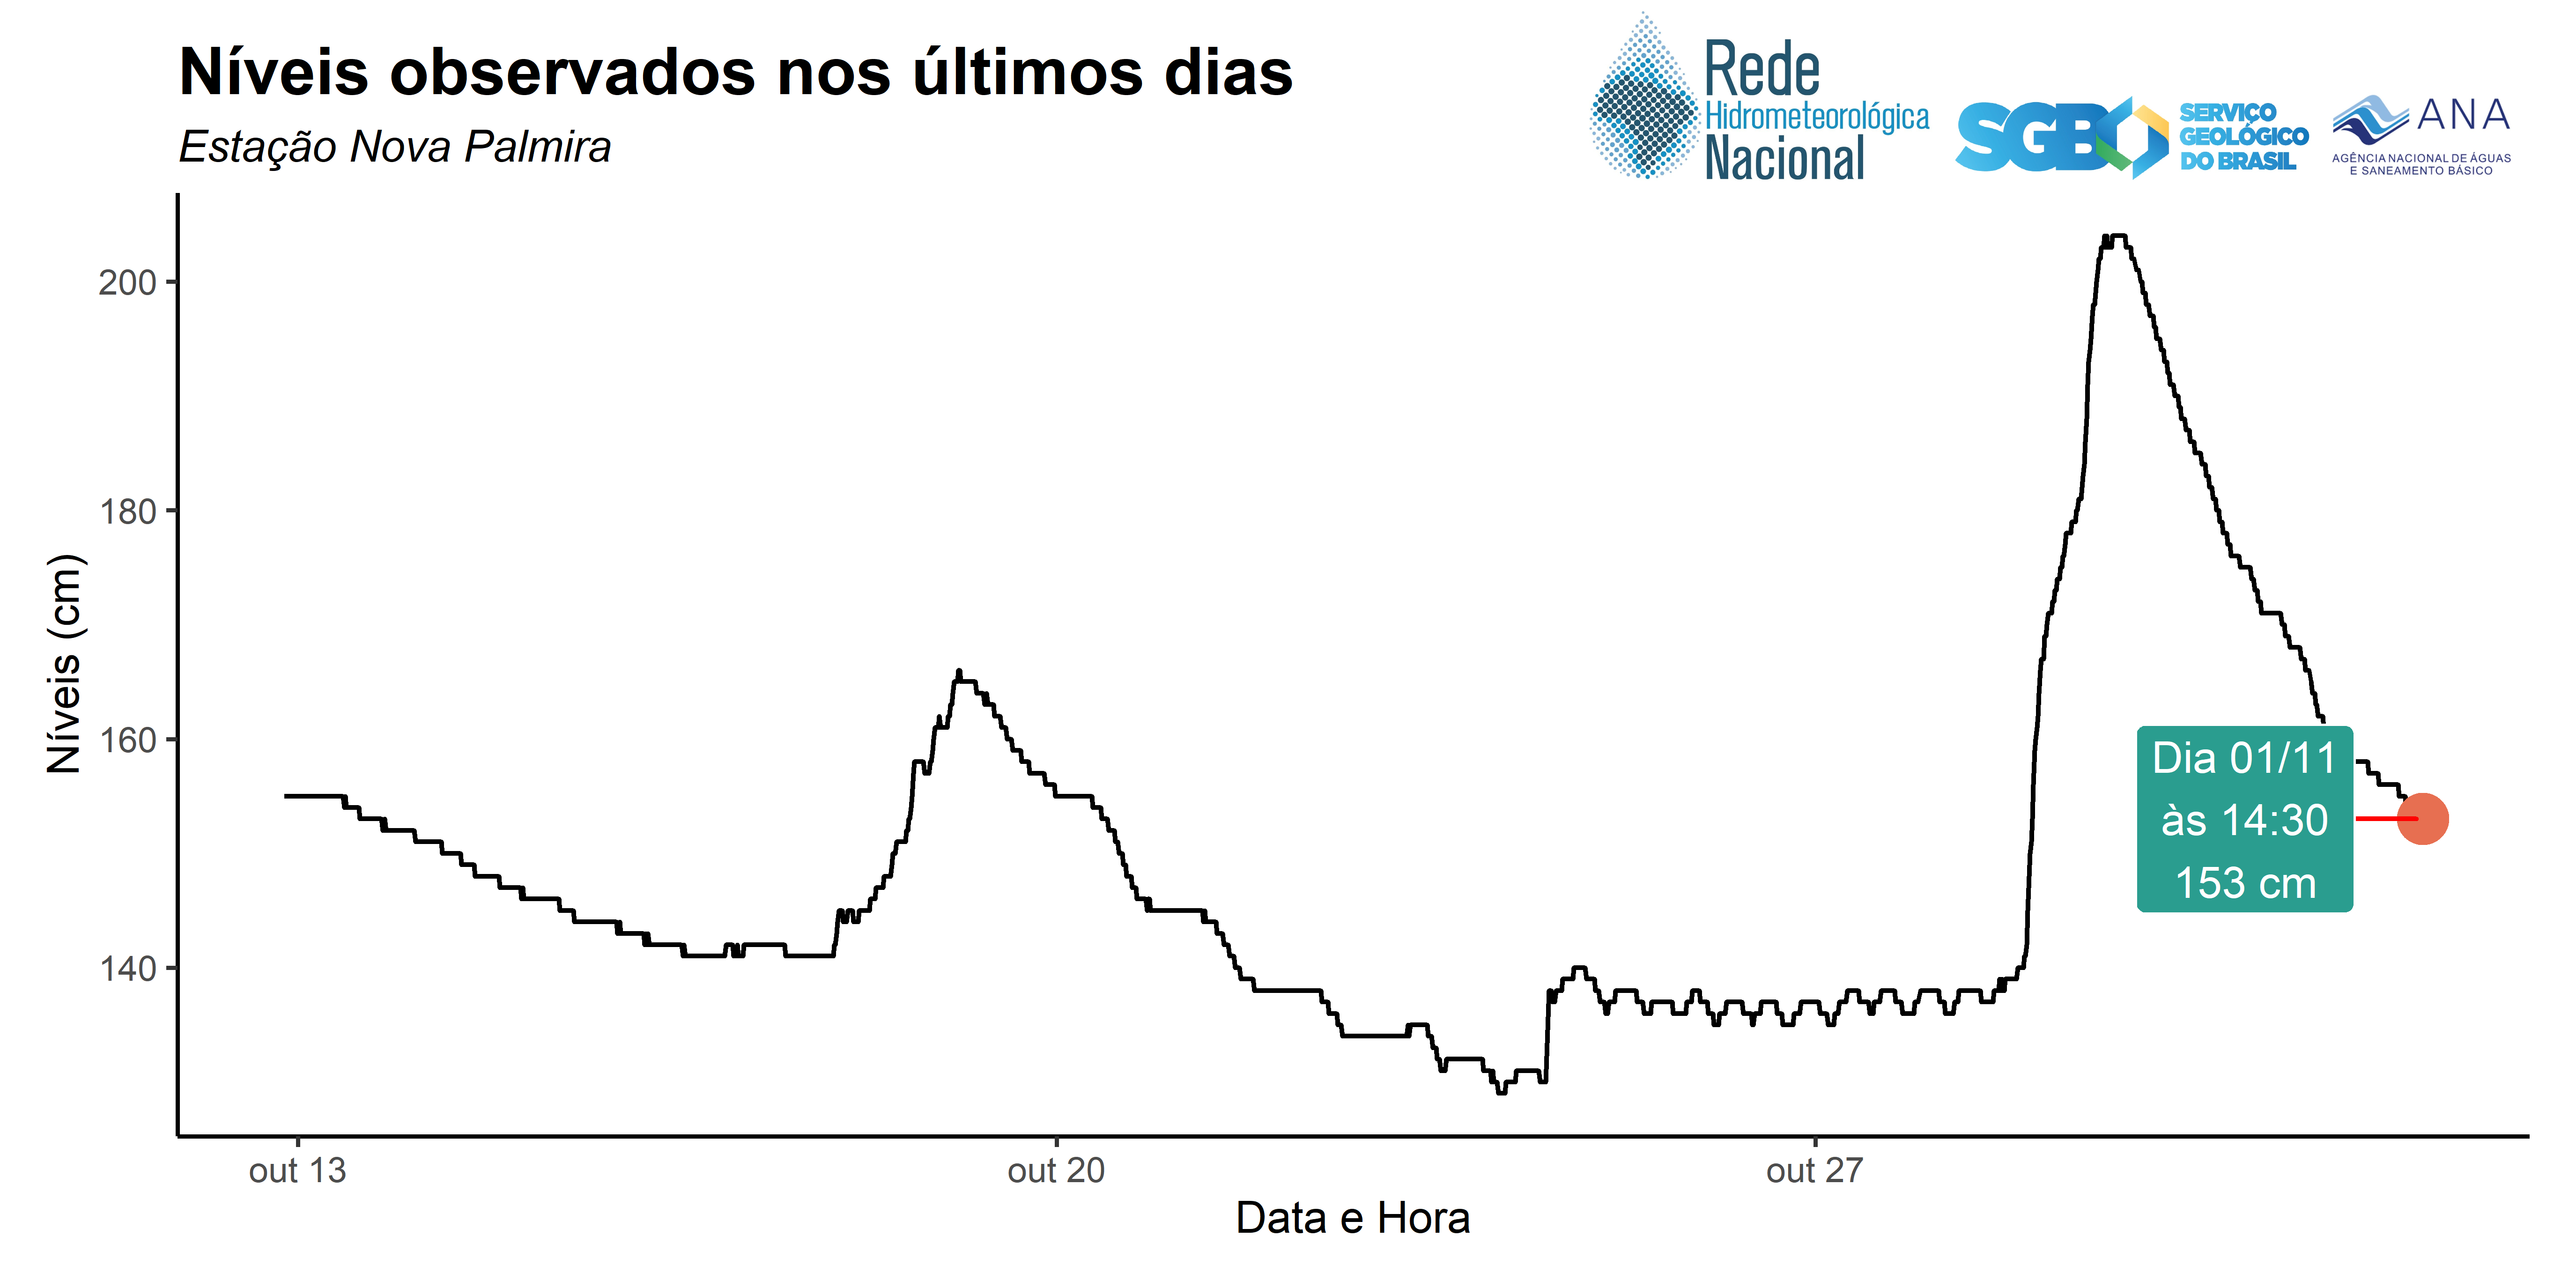 Níveis observados nos últimos dias
Estação Nova Palmira
Rede
Hidrometeorológica
Nacional
SGB
SERVIÇO
GEOLÓGICO
DO BRASIL
ANA
AGÊNCIA NACIONAL DE ÁGUAS
E SANEAMENTO BÁSICO
Níveis (cm)
200
180
160
140
Dia 01/11
às 14:30
153 cm
out 13
out 20
out 27
Data e Hora